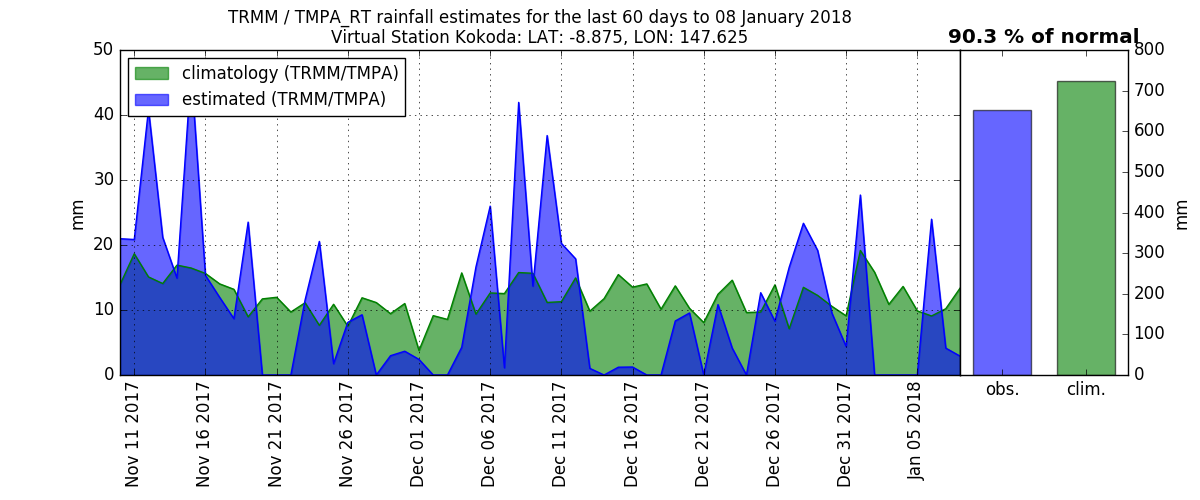 TRMM / TMPA_RT rainfall estimates for the last 60 days to 08 January 2018
Virtual Station Kokoda: LAT: -8.875, LON: 147.625
90.3 % of normal
climatology (TRMM/TMPA)
estimated (TRMM/TMPA)
50
40
30
20
10
0
mm
Nov 11 2017
Nov 16 2017
Nov 21 2017
Nov 26 2017
Dec 01 2017
Dec 06 2017
Dec 11 2017
Dec 16 2017
Dec 21 2017
Dec 26 2017
Dec 31 2017
Jan 05 2018
obs.
clim.
800
700
600
500
400
300
200
100
0
mm